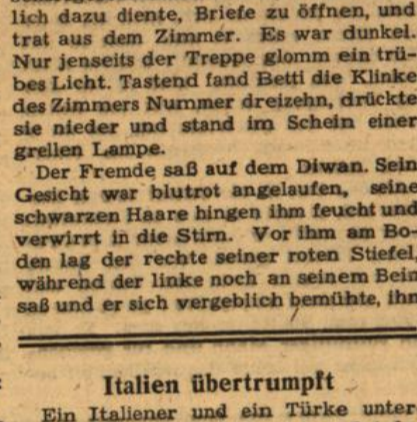 lich dazu diente, Briefe zu öffnen, und
trat aus dem Zimmer. Es war dunkel.
Nur jenseits der Treppe glomm ein trü-
bes Licht. Tastend fand Betti die Klinke
des Zimmers Nummer dreizehn, drückte
sie nieder und stand im Schein einer
grellen Lampe.
Der Fremde saß auf dem Diwan. Sein
Gesicht war blutrot angelaufen, seine
schwarzen Haare hingen ihm feucht und
verwirrt in die Stirn. Vor ihm am Bo-
den lag der rechte seiner roten Stiefel,
während der linke noch an seinem Bein
saß und er sich vergeblich bemühte, ihn
Italien übertrumpft
Ein Italiener und ein Türke unter